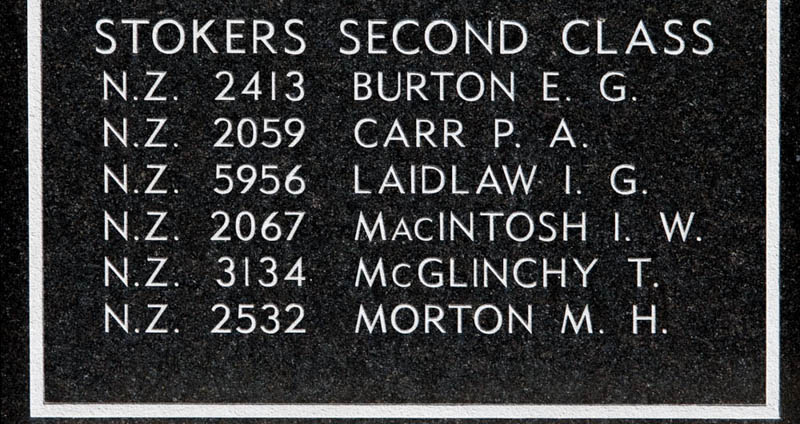 STOKERS SECOND CLASS
N.Z. 2413 BURTON E. G.
N.Z. 2059 CARR P. A.
N.Z. 5956 LAIDLAW I. G.
N.Z. 2067 MACINTOSH I. W.
N.Z. 3134 MCGLINCHY T.
N.Z. 2532 MORTON M. H.